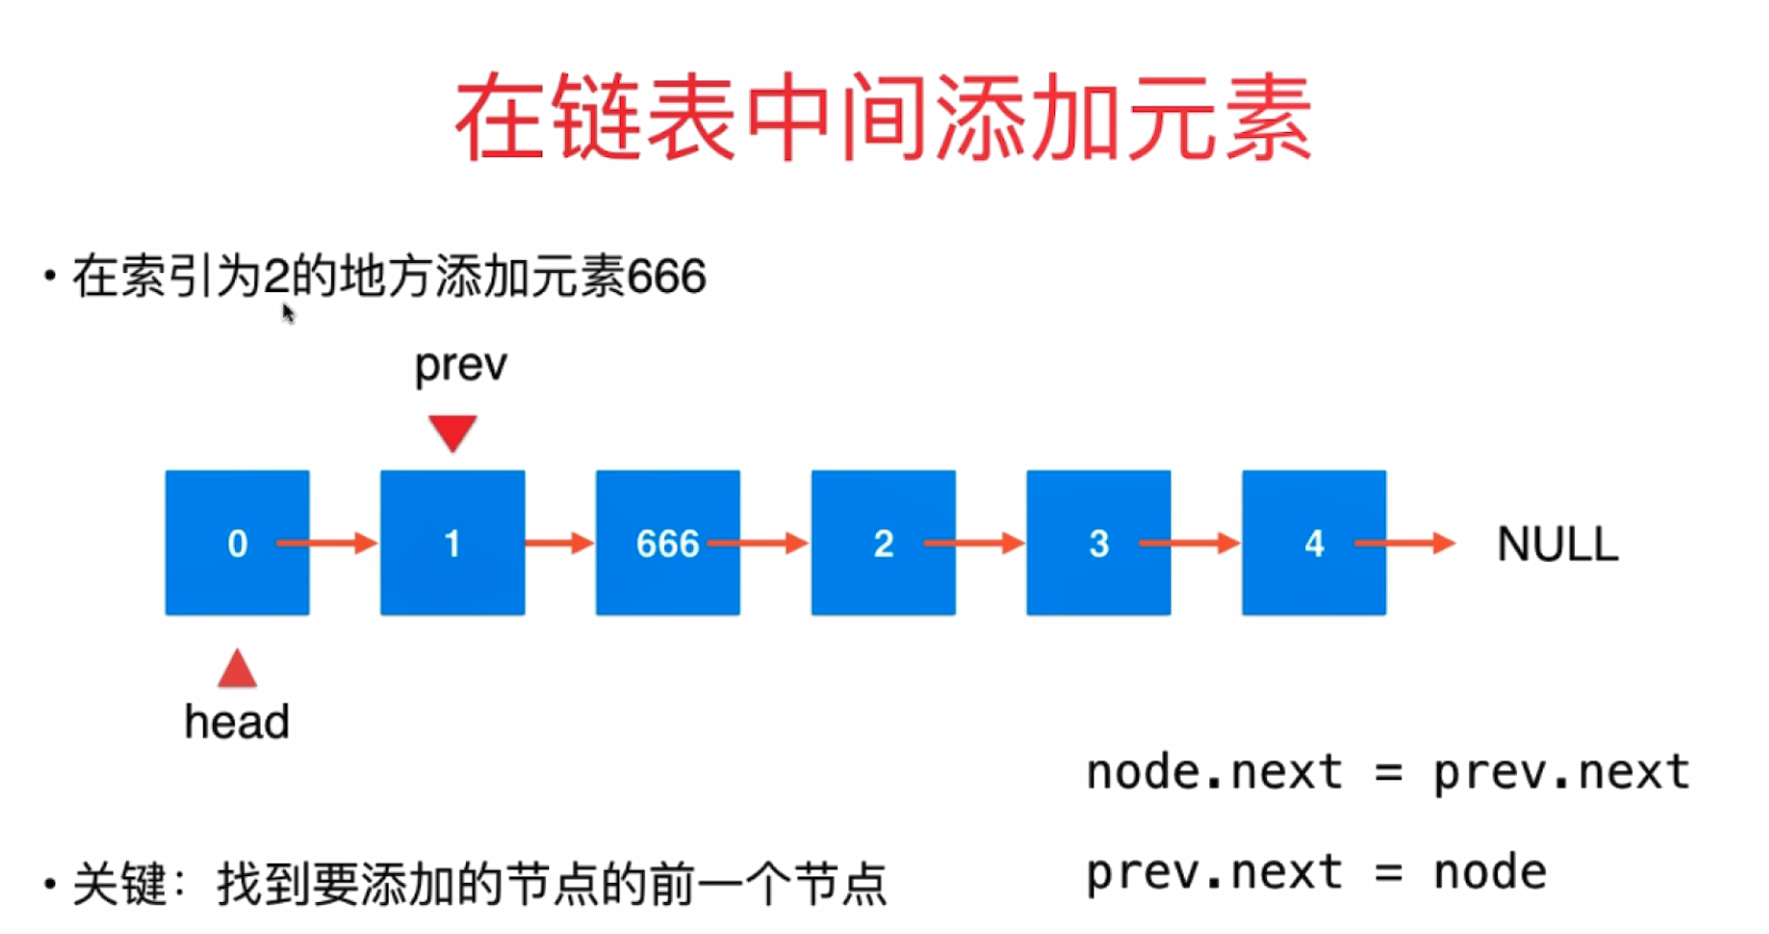 在链表中间添加元素
• 在索引为2的地方添加元素666
prev
0 1 666 2 3 4 NULL
head
node.next = prev.next
prev.next = node
• 关键：找到要添加的节点的前一个节点